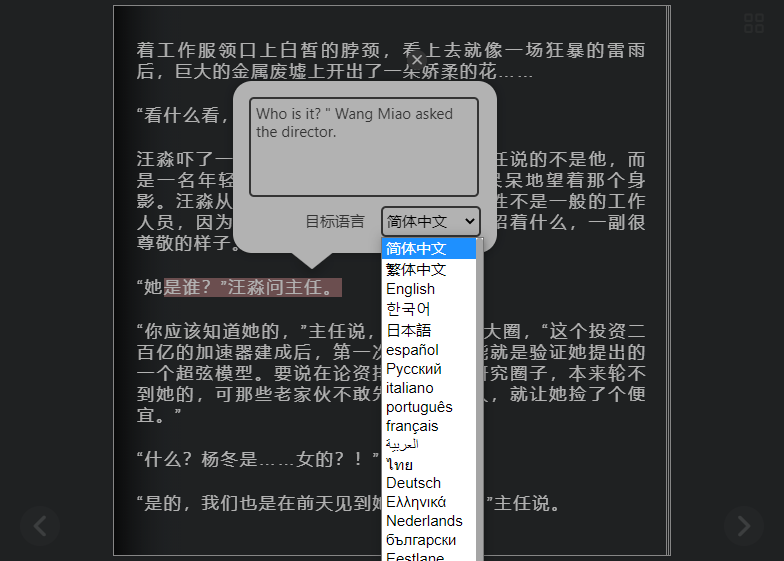 着工作服领口上白皙的脖颈，看上去就像一场狂暴的雷雨
后，巨大的金属废墟上开出了一朵娇柔的花……
“看什么看，
Who is it? " Wang Miao asked
the director.
汪淼吓了一 任说的不是他，而
是一名年轻 呆呆地望着那个身
影。汪淼从 性不是一般的工作
人员，因为 绍着什么，一副很
尊敬的样子。
目标语言 简体中文
“她是谁？”汪淼问主任。
“你应该知道她的，”主任说， 大圈，“这个投资二
百亿的加速器建成后，第一次 能就是验证她提出的
一个超弦模型。要说在论资排 研究圈子，本来轮不
到她的，可那些老家伙不敢先 人，就让她捡了个便
宜。”
“什么？杨冬是……女的？！”
“是的，我们也是在前天见到她 ”主任说。
简体中文
繁体中文
English
한국어
日本語
español
Русский
italiano
português
français
العربية
ไทย
Deutsch
Ελληνικά
Nederlands
български
Eestlane